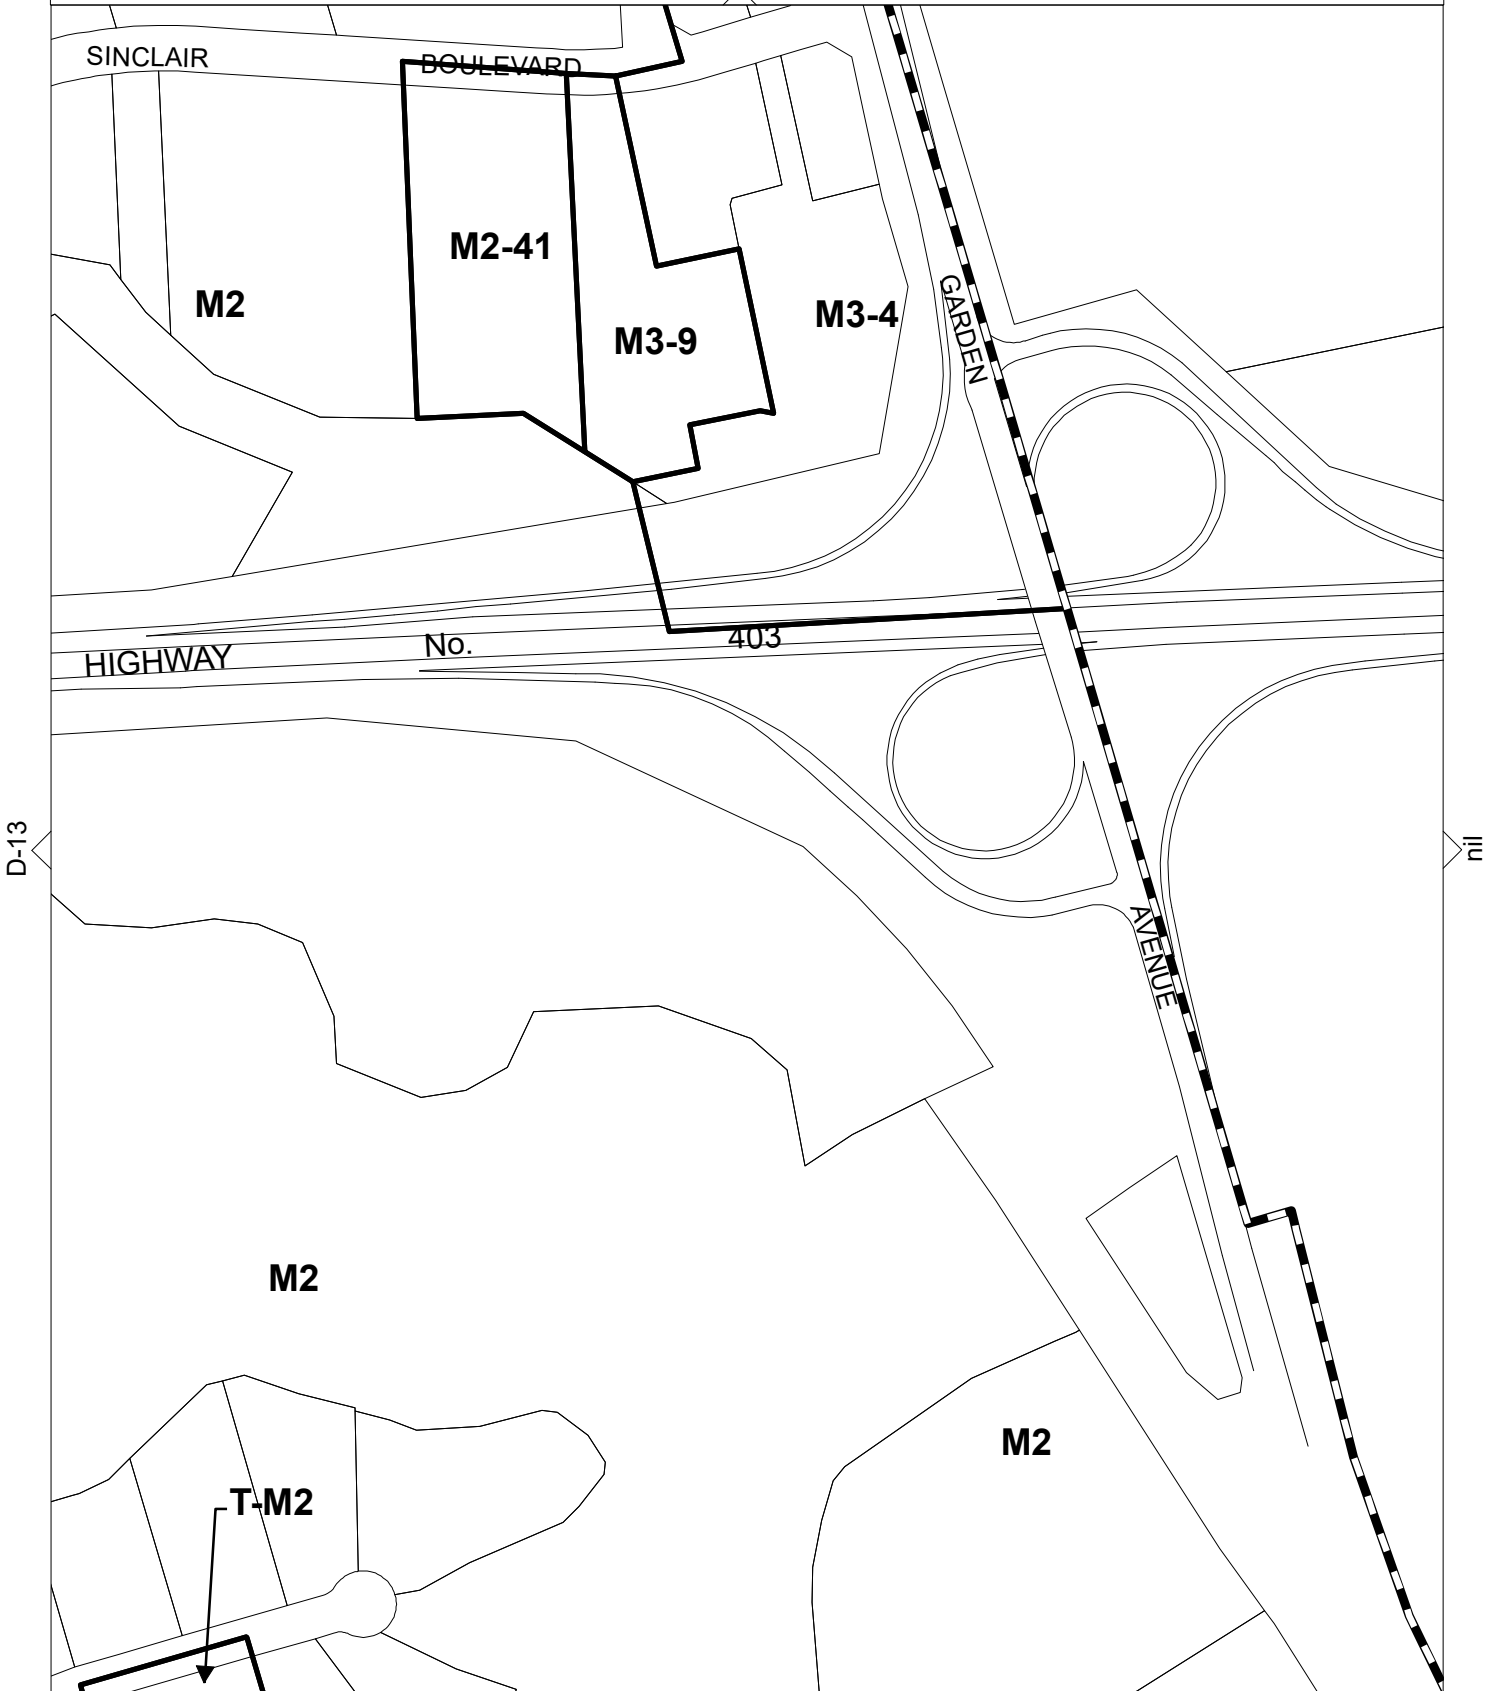 SINCLAIR BOULEVARD
M2-41
M2
M3-9
M3-4
GARDEN
HIGHWAY No. 403
D-13
nil
AVENUE
M2
M2
T-M2